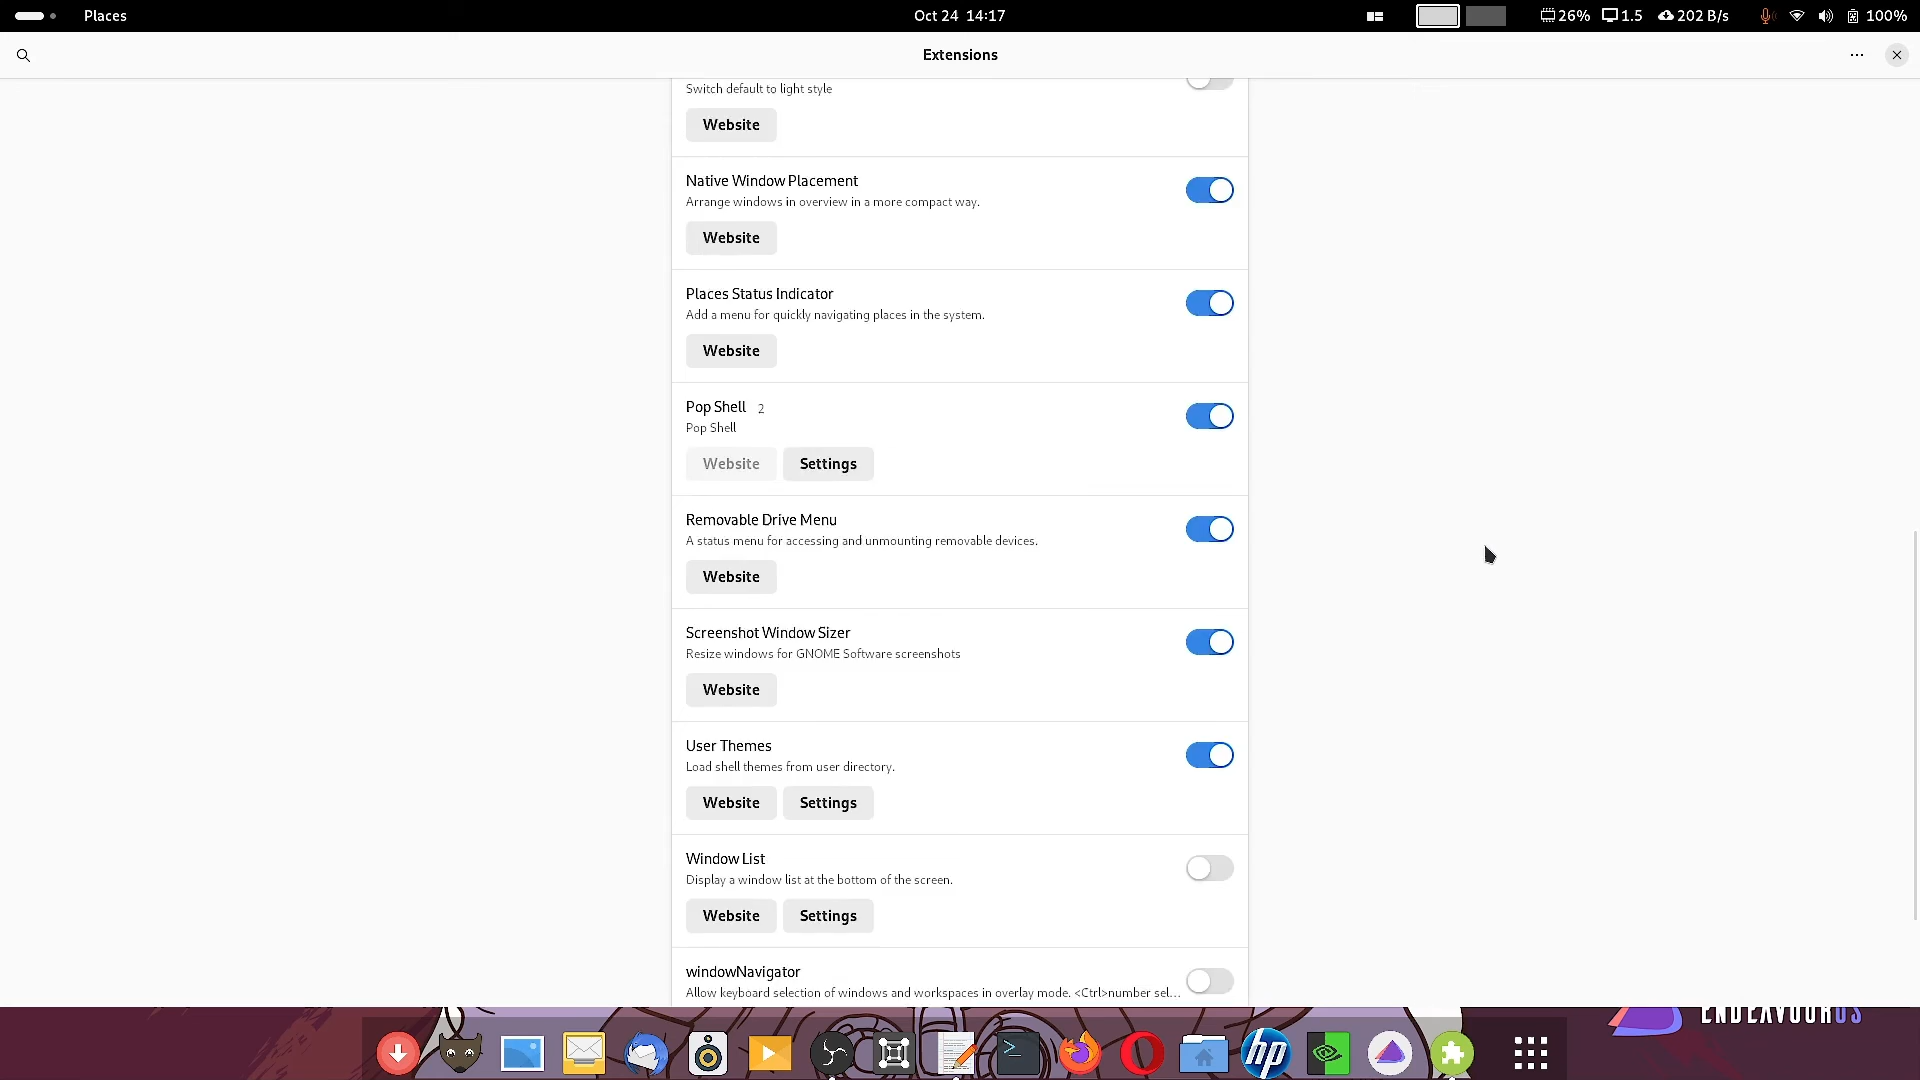 Places
Oct 24 14:17
26%
1.5
202 B/s
100%
Extensions
Switch default to light style
Website
Native Window Placement
Arrange windows in overview in a more compact way.
Website
Places Status Indicator
Add a menu for quickly navigating places in the system.
Website
Pop Shell 2
Pop Shell
Website Settings
Removable Drive Menu
A status menu for accessing and unmounting removable devices.
Website
Screenshot Window Sizer
Resize windows for GNOME Software screenshots
Website
User Themes
Load shell themes from user directory.
Website Settings
Window List
Display a window list at the bottom of the screen.
Website Settings
windowNavigator
Allow keyboard selection of windows and workspaces in overlay mode. <Ctrl>number sel...
ENDEAVOUROS
hp